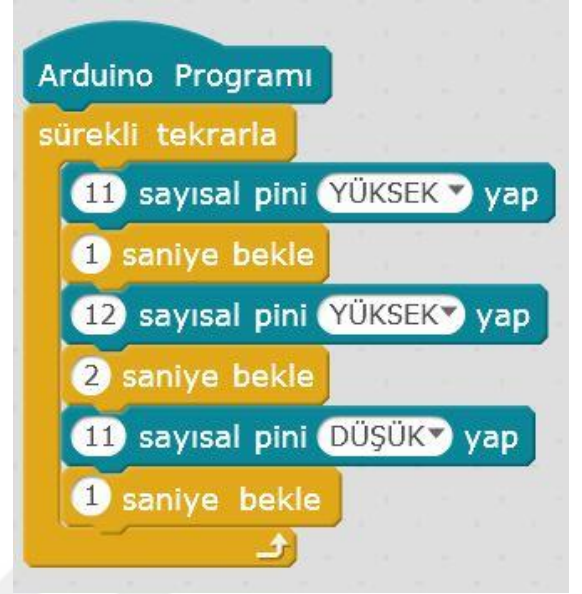 Arduino Programı
sürekli tekrarla
11 sayısal pini YÜKSEK yap
1 saniye bekle
12 sayısal pini YÜKSEK yap
2 saniye bekle
11 sayısal pini DÜŞÜK yap
1 saniye bekle